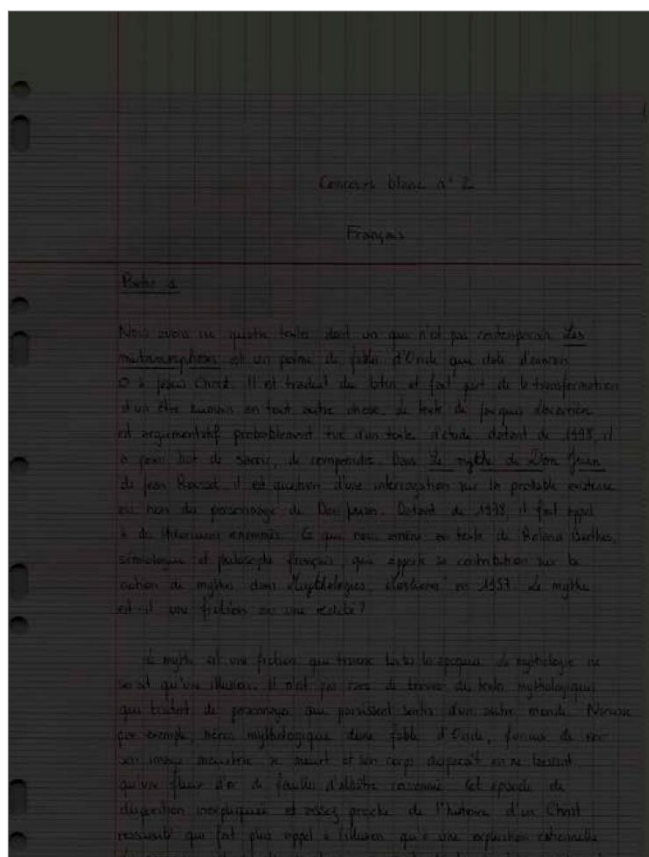 Concours blanc n° 2
Français
Partie 1
Nous avons ici quatre textes dont un qui n'est pas contemporain. Les
métamorphoses est un poème de fable d'Ovide qui date d'environ
0 à Jésus Christ. Il est traduit du latin et fait part de la transformation
d'un être humain en tout autre chose. Le texte de Jacques
est argumentatif probablement tiré d'un texte d'étude datant de 1998, il
a pour but de savoir, de comprendre. Dans Le mythe de Don Juan
de Jean Rousset, il est question d'une interrogation sur la probable existence
ou non du personnage de Don Juan. Datant de 1978, il fait appel
à du Ce qui nous amène au texte de Roland Barthes,
sémiologue et philosophe français, qui apporte sa contribution sur la
notion de mythes dans Mythologies, en 1957. Le mythe
est-il une fiction ou une réalité ?
Le mythe est une fiction qui traverse toutes les époques. La mythologie ne
serait qu'une illusion. Il n'est pas rare de trouver des textes mythologiques
qui traitent de personnages qui paraissent sortis d'un autre monde. Narcisse
par exemple, héros mythologique d'une fable d'Ovide, de voir
son image se meurt et son corps disparaît en ne laissant
qu'une fleur d'or de feuilles d'albâtre couronnée. Cet épisode de
disparition inexpliquée est assez proche de l'histoire d'un Christ
ressuscité qui fait plus appel à l'illusion qu'à une explication rationnelle